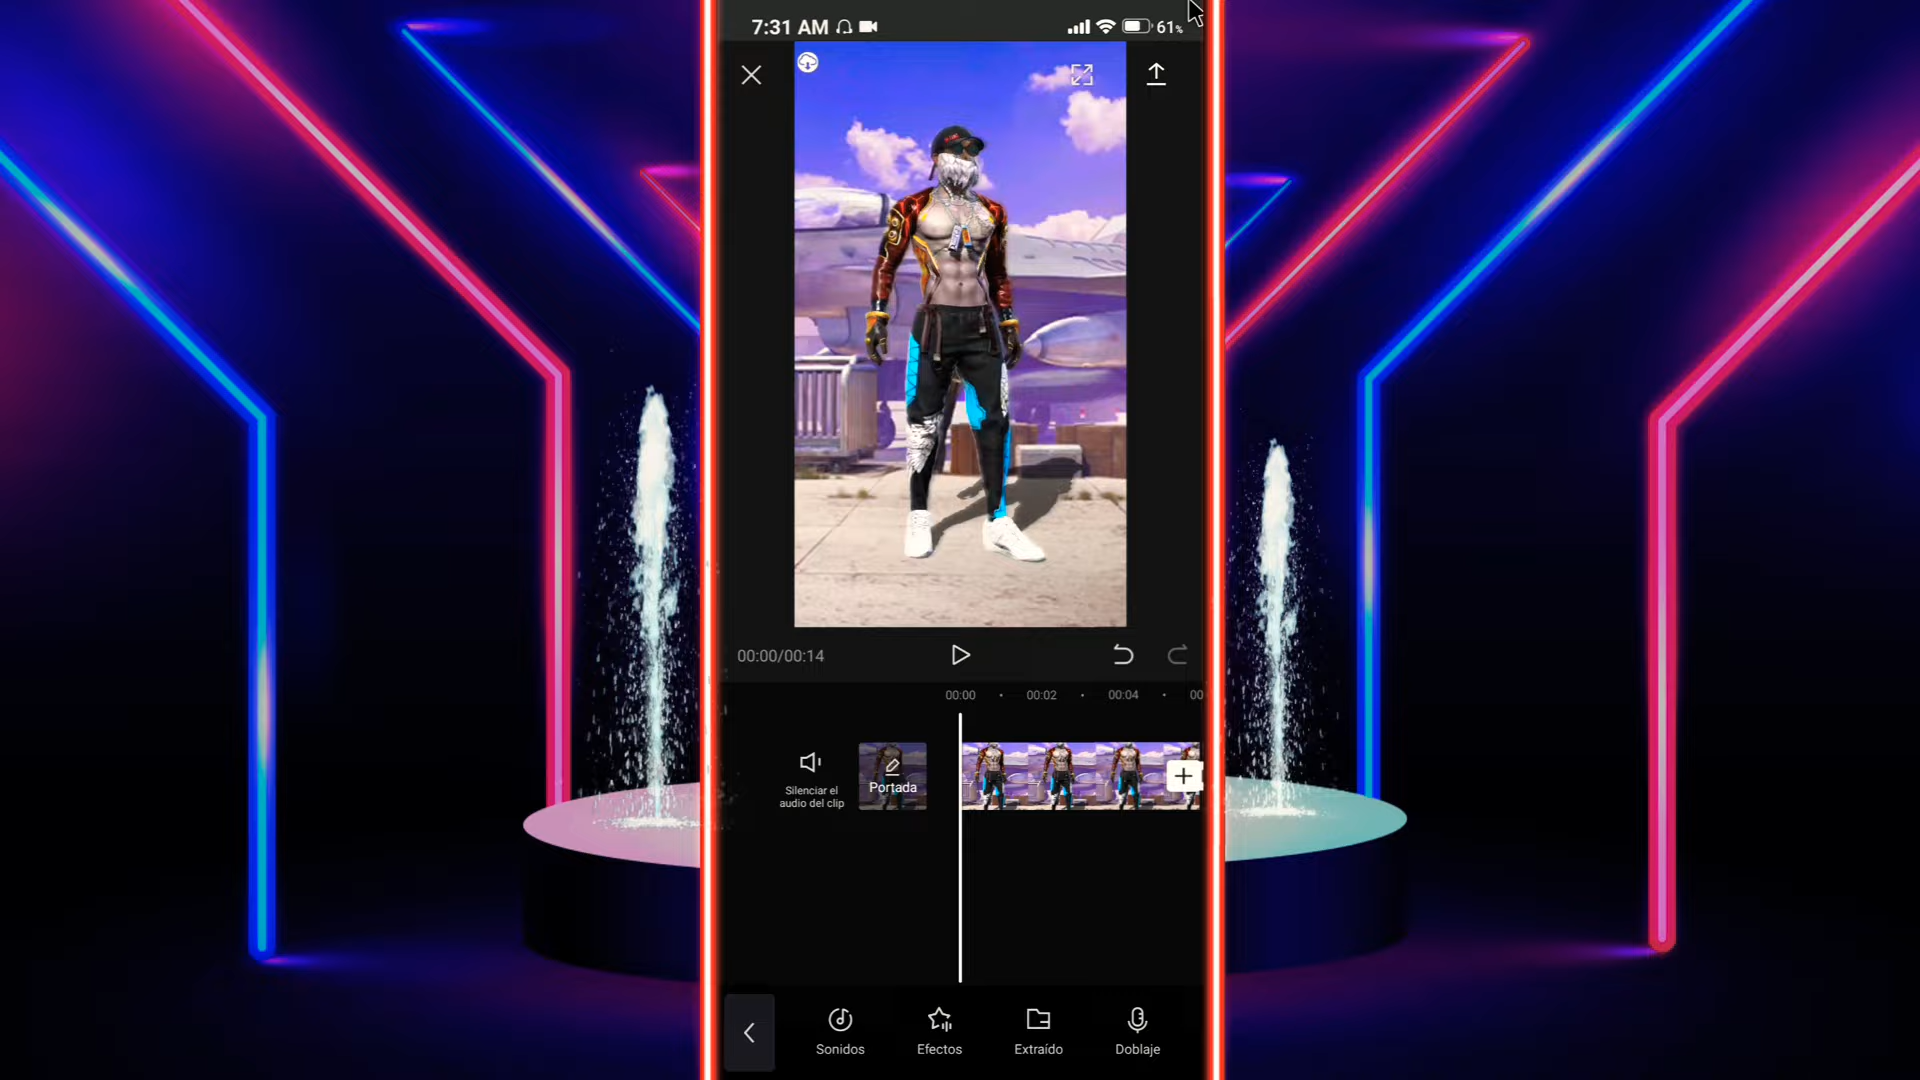 7:31 AM
61%
00:00/00:14
00:00
00:02
00:04
00
Silenciar el
audio del clip
Portada
Sonidos
Efectos
Extraído
Doblaje